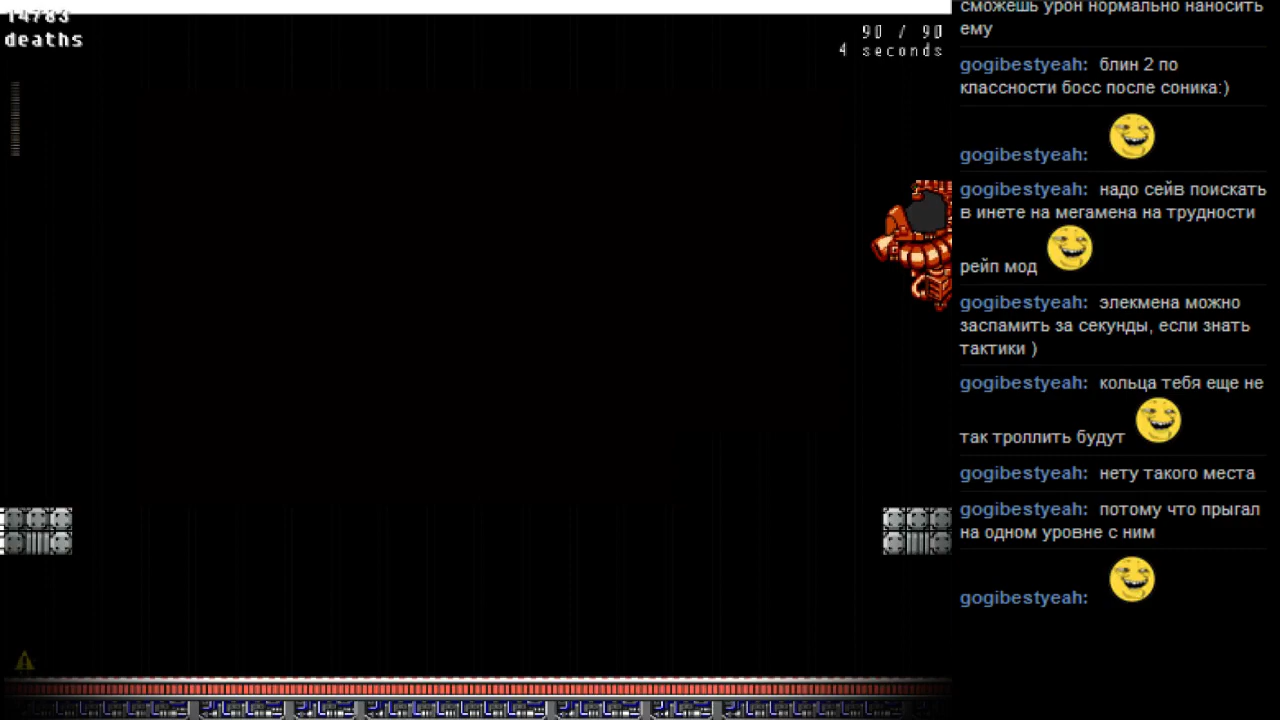 14783
deaths
90 / 90
4 seconds
сможешь урон нормально наносить
ему
gogibestyeah: блин 2 по
классности босс после соника:)
gogibestyeah:
gogibestyeah: надо сейв поискать
в инете на мегамена на трудности
рейп мод
gogibestyeah: элекмена можно
заспамить за секунды, если знать
тактики )
gogibestyeah: кольца тебя еще не
так троллить будут
gogibestyeah: нету такого места
gogibestyeah: потому что прыгал
на одном уровне с ним
gogibestyeah: